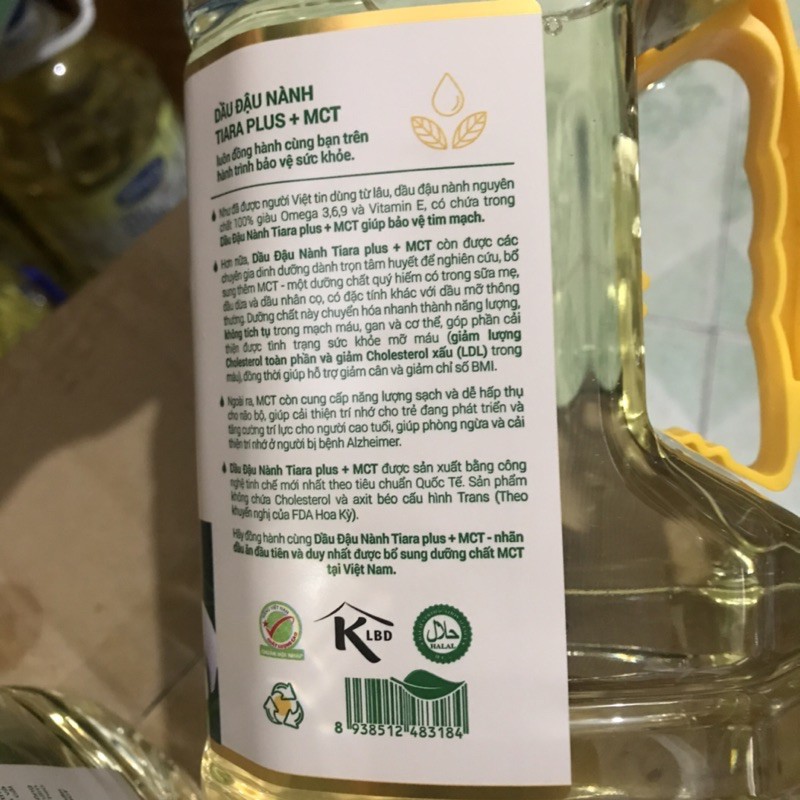 DẦU ĐẬU NÀNH
TIARA PLUS + MCT
luôn đồng hành cùng bạn trên
hành trình bảo vệ sức khỏe.
Như đã được người Việt tin dùng từ lâu, dầu đậu nành nguyên
chất 100% giàu Omega 3,6,9 và Vitamin E, có chứa trong
Dầu Đậu Nành Tiara plus + MCT giúp bảo vệ tim mạch.
Hơn nữa, Dầu Đậu Nành Tiara plus + MCT còn được các
chuyên gia dinh dưỡng dành trọn tâm huyết để nghiên cứu, bổ
sung thêm MCT - một dưỡng chất quý hiếm có trong sữa mẹ,
dầu dừa và dầu nhân cọ, có đặc tính khác với dầu mỡ thông
thường. Dưỡng chất này chuyển hóa nhanh thành năng lượng,
không tích tụ trong mạch máu, gan và cơ thể, góp phần cải
thiện được tình trạng sức khỏe mỡ máu (giảm lượng
Cholesterol toàn phần và giảm Cholesterol xấu (LDL) trong
máu), đồng thời giúp hỗ trợ giảm cân và giảm chỉ số BMI.
Ngoài ra, MCT còn cung cấp năng lượng sạch và dễ hấp thụ
cho não bộ, giúp cải thiện trí nhớ cho trẻ đang phát triển và
tăng cường trí lực cho người cao tuổi, giúp phòng ngừa và cải
thiện trí nhớ ở người bị bệnh Alzheimer.
Dầu Đậu Nành Tiara plus + MCT được sản xuất bằng công
nghệ tinh chế mới nhất theo tiêu chuẩn Quốc Tế. Sản phẩm
không chứa Cholesterol và axit béo cấu hình Trans (Theo
khuyến nghị của FDA Hoa Kỳ).
Hãy đồng hành cùng Dầu Đậu Nành Tiara plus + MCT - nhãn
dầu ăn đầu tiên và duy nhất được bổ sung dưỡng chất MCT
tại Việt Nam.
K LBD
حلال
HALAL
8 938512 483184